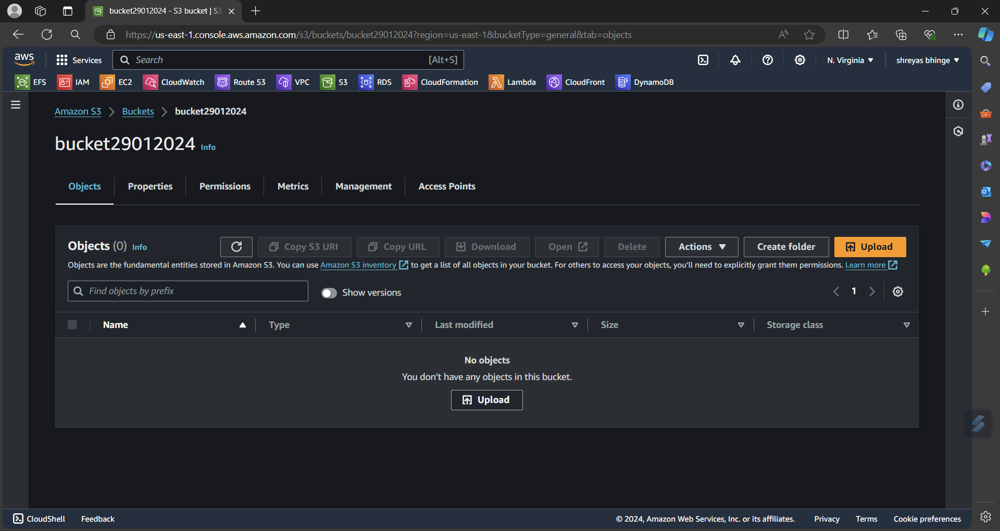 bucket29012024 - S3 bucket | S3
https://us-east-1.console.aws.amazon.com/s3/buckets/bucket29012024?region=us-east-1&bucketType=general&tab=objects
aws Services Search [Alt+S] N. Virginia shreyas bhinge
EFS IAM EC2 CloudWatch Route 53 VPC S3 RDS CloudFormation Lambda CloudFront DynamoDB
Amazon S3 Buckets bucket29012024
bucket29012024 Info
Objects Properties Permissions Metrics Management Access Points
Objects (0) Info Copy S3 URI Copy URL Download Open Delete Actions Create folder Upload
Objects are the fundamental entities stored in Amazon S3. You can use Amazon S3 inventory to get a list of all objects in your bucket. For others to access your objects, you'll need to explicitly grant them permissions. Learn more
Find objects by prefix Show versions 1
Name Type Last modified Size Storage class
No objects
You don't have any objects in this bucket.
Upload
CloudShell Feedback © 2024, Amazon Web Services, Inc. or its affiliates. Privacy Terms Cookie preferences